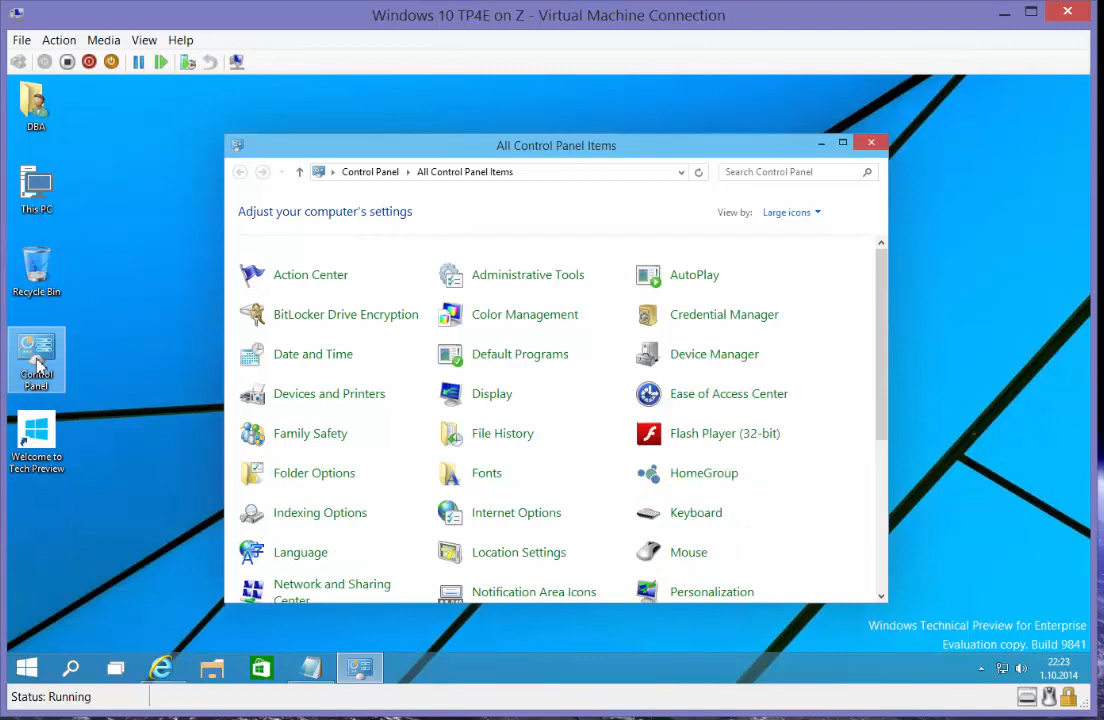 Windows 10 TP4E on Z - Virtual Machine Connection
File Action Media View Help
DBA
This PC
Recycle Bin
Control
Panel
Welcome to
Tech Preview
All Control Panel Items
Control Panel All Control Panel Items
Search Control Panel
Adjust your computer's settings
View by: Large icons
Action Center
Administrative Tools
AutoPlay
BitLocker Drive Encryption
Color Management
Credential Manager
Date and Time
Default Programs
Device Manager
Devices and Printers
Display
Ease of Access Center
Family Safety
File History
Flash Player (32-bit)
Folder Options
Fonts
HomeGroup
Indexing Options
Internet Options
Keyboard
Language
Location Settings
Mouse
Network and Sharing
Center
Notification Area Icons
Personalization
Windows Technical Preview for Enterprise
Evaluation copy. Build 9841
22:23
1.10.2014
Status: Running